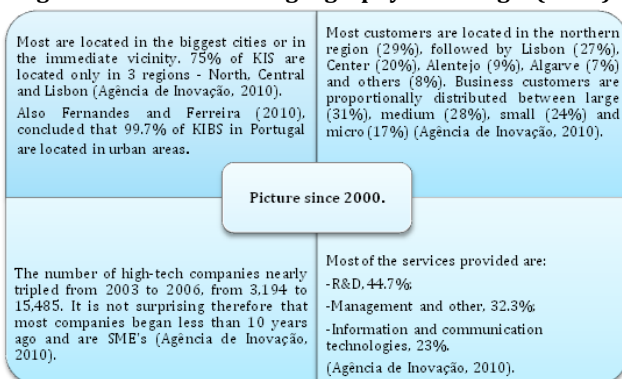 Most are located in the biggest cities or in
the immediate vicinity. 75% of KIS are
located only in 3 regions - North, Central
and Lisbon (Agência de Inovação, 2010).
Also Fernandes and Ferreira (2010),
concluded that 99.7% of KIBS in Portugal
are located in urban areas.
Most customers are located in the northern
region (29%), followed by Lisbon (27%),
Center (20%), Alentejo (9%), Algarve (7%)
and others (8%). Business customers are
proportionally distributed between large
(31%), medium (28%), small (24%) and
micro (17%) (Agência de Inovação, 2010).
Picture since 2000.
The number of high-tech companies nearly
tripled from 2003 to 2006, from 3,194 to
15,485. It is not surprising therefore that
most companies began less than 10 years
ago and are SME's (Agência de Inovação,
2010).
Most of the services provided are:
-R&D, 44.7%;
-Management and other, 32.3%;
-Information and communication
technologies, 23%.
(Agência de Inovação, 2010).